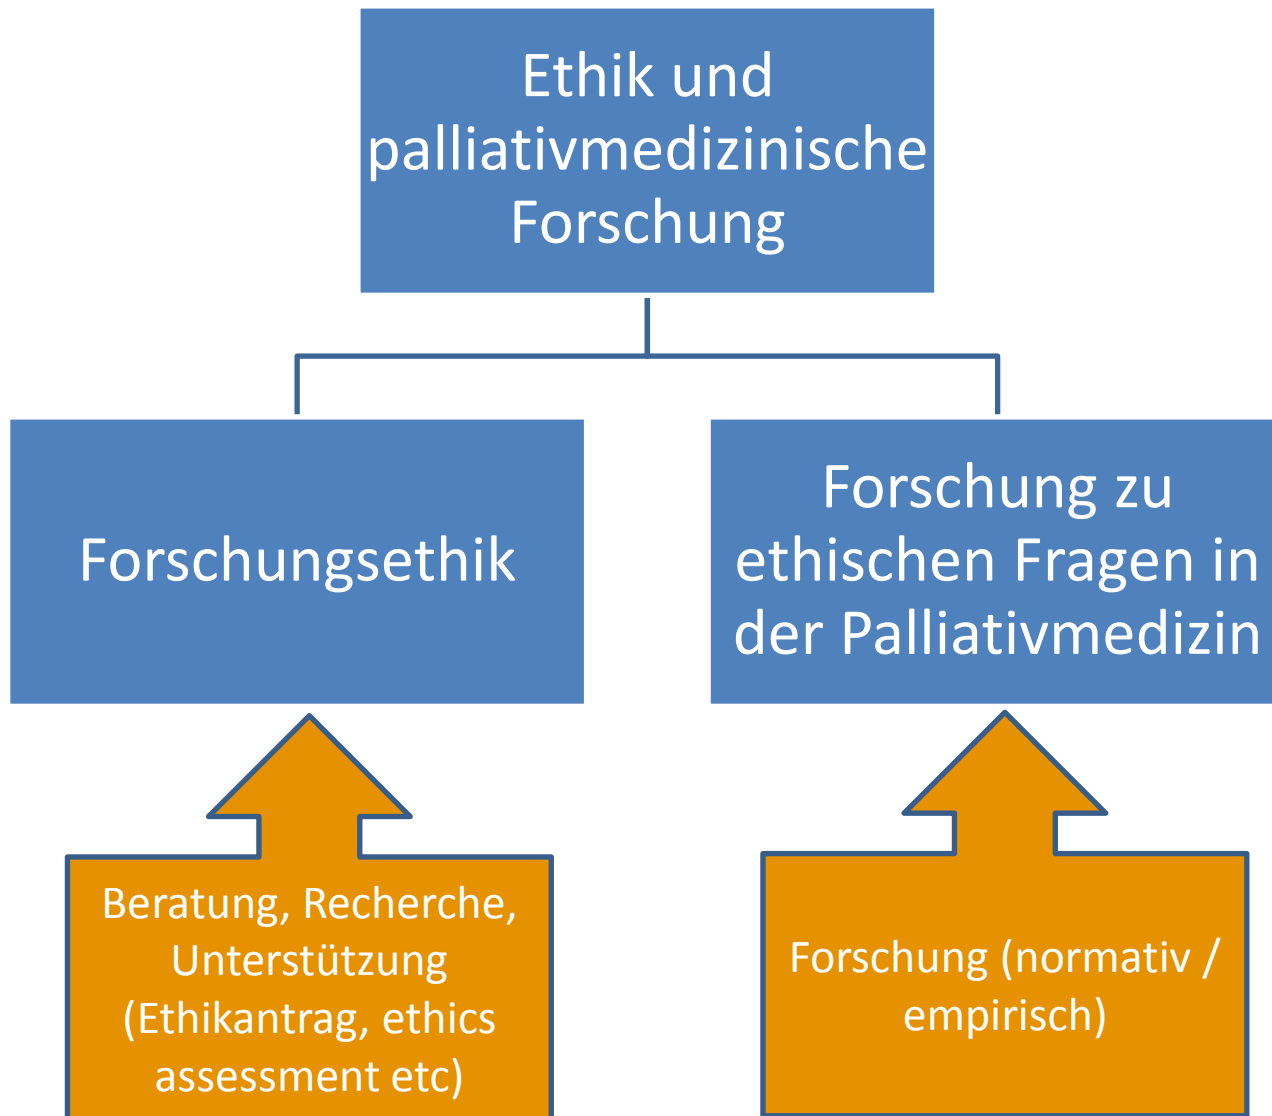 Ethik und
palliativmedizinische
Forschung
Forschungsethik
Forschung zu
ethischen Fragen in
der Palliativmedizin
Beratung, Recherche,
Unterstützung
(Ethikantrag, ethics
assessment etc)
Forschung (normativ /
empirisch)